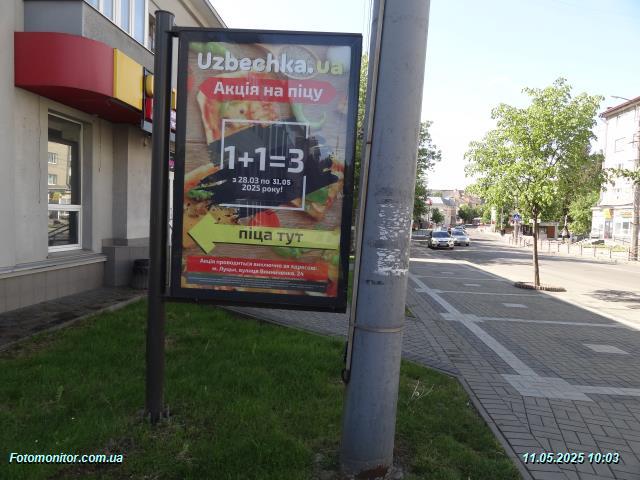 Uzbechka.ua
Акція на піцу
1+1=3
з 28.03 по 31.05
2025 року!
піца тут
Акція проводиться виключно за адресою:
м. Луцьк, вулиця Винниченка, 24
Fotomonitor.com.ua
11.05.2025 10:03